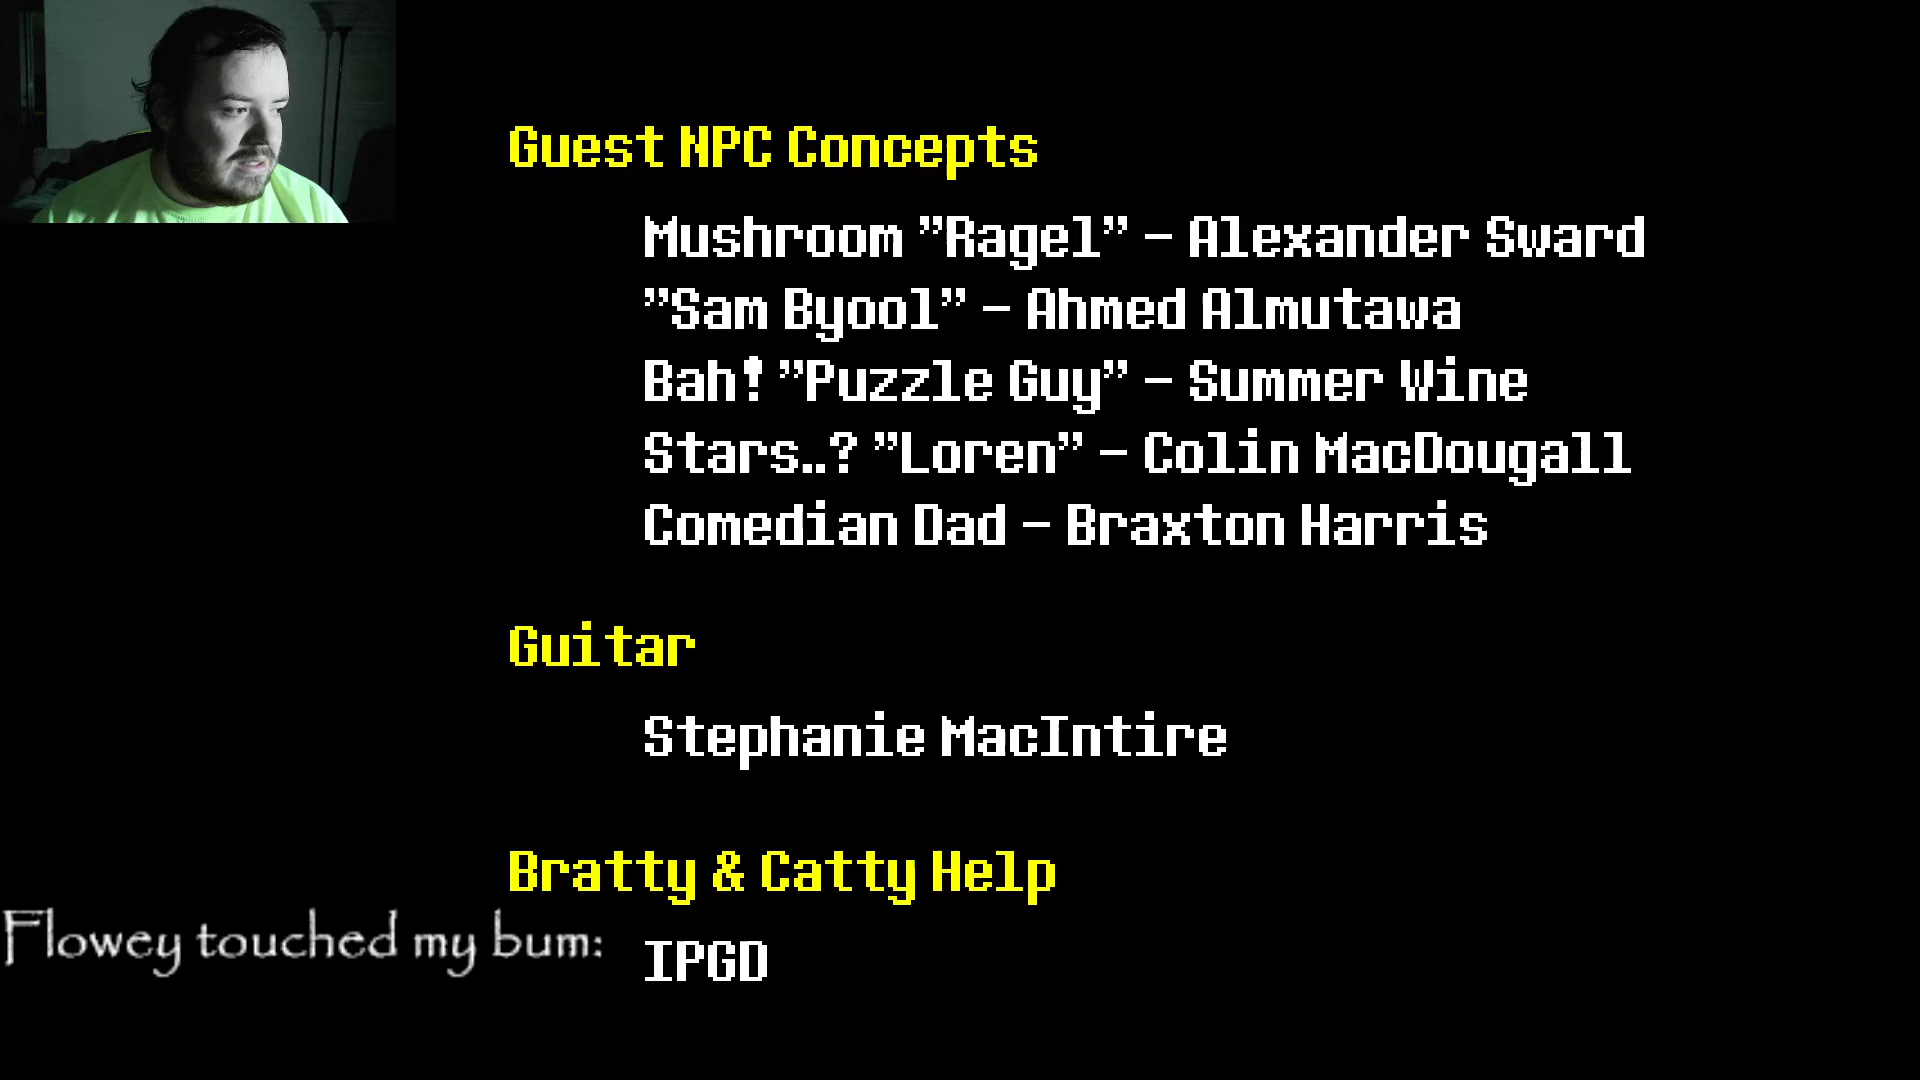 Guest NPC Concepts
Mushroom "Ragel" - Alexander Sward
"Sam Byool" - Ahmed Almutawa
Bah! "Puzzle Guy" - Summer Wine
Stars..? "Loren" - Colin MacDougall
Comedian Dad - Braxton Harris
Guitar
Stephanie MacIntire
Bratty & Catty Help
Flowey touched my bum:
IPGD